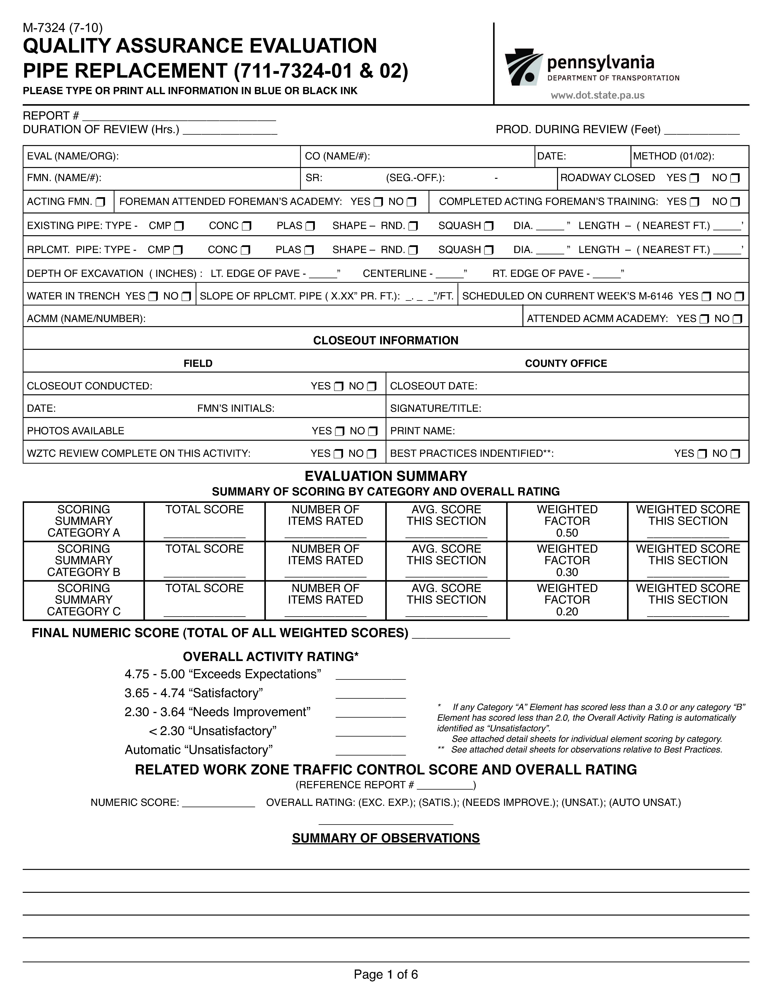 M-7324 (7-10)
QUALITY ASSURANCE EVALUATION
PIPE REPLACEMENT (711-7324-01 & 02)
PLEASE TYPE OR PRINT ALL INFORMATION IN BLUE OR BLACK INK
pennsylvania
DEPARTMENT OF TRANSPORTATION
www.dot.state.pa.us
REPORT # ____________________
DURATION OF REVIEW (Hrs.) _______________ PROD. DURING REVIEW (Feet) ____________
EVAL (NAME/ORG): CO (NAME/#): DATE: METHOD (01/02):
FMN. (NAME/#): SR: (SEG.-OFF.): - ROADWAY CLOSED YES ❒ NO ❒
ACTING FMN. ❒ FOREMAN ATTENDED FOREMAN’S ACADEMY: YES ❒ NO ❒ COMPLETED ACTING FOREMAN’S TRAINING: YES ❒ NO ❒
EXISTING PIPE: TYPE - CMP ❒ CONC ❒ PLAS ❒ SHAPE – RND. ❒ SQUASH ❒ DIA. _____ ” LENGTH – ( NEAREST FT.) _____’
RPLCMT. PIPE: TYPE - CMP ❒ CONC ❒ PLAS ❒ SHAPE – RND. ❒ SQUASH ❒ DIA. _____ ” LENGTH – ( NEAREST FT.) _____’
DEPTH OF EXCAVATION ( INCHES) : LT. EDGE OF PAVE - _____” CENTERLINE - _____” RT. EDGE OF PAVE - _____”
WATER IN TRENCH YES ❒ NO ❒ SLOPE OF RPLCMT. PIPE ( X.XX” PR. FT.): _. _ _”/FT. SCHEDULED ON CURRENT WEEK’S M-6146 YES ❒ NO ❒
ACMM (NAME/NUMBER): ATTENDED ACMM ACADEMY: YES ❒ NO ❒
CLOSEOUT INFORMATION
FIELD COUNTY OFFICE
CLOSEOUT CONDUCTED: YES ❒ NO ❒ CLOSEOUT DATE:
DATE: FMN’S INITIALS: SIGNATURE/TITLE:
PHOTOS AVAILABLE YES ❒ NO ❒ PRINT NAME:
WZTC REVIEW COMPLETE ON THIS ACTIVITY: YES ❒ NO ❒ BEST PRACTICES INDENTIFIED**: YES ❒ NO ❒
EVALUATION SUMMARY
SUMMARY OF SCORING BY CATEGORY AND OVERALL RATING
SCORING TOTAL SCORE NUMBER OF AVG. SCORE WEIGHTED WEIGHTED SCORE
SUMMARY ITEMS RATED THIS SECTION FACTOR THIS SECTION
CATEGORY A _____________ _____________ _____________ 0.50 _____________
SCORING TOTAL SCORE NUMBER OF AVG. SCORE WEIGHTED WEIGHTED SCORE
SUMMARY ITEMS RATED THIS SECTION FACTOR THIS SECTION
CATEGORY B _____________ _____________ _____________ 0.30 _____________
SCORING TOTAL SCORE NUMBER OF AVG. SCORE WEIGHTED WEIGHTED SCORE
SUMMARY ITEMS RATED THIS SECTION FACTOR THIS SECTION
CATEGORY C _____________ _____________ _____________ 0.20 _____________
FINAL NUMERIC SCORE (TOTAL OF ALL WEIGHTED SCORES) ______________
OVERALL ACTIVITY RATING*
4.75 - 5.00 “Exceeds Expectations” __________
3.65 - 4.74 “Satisfactory” __________
2.30 - 3.64 “Needs Improvement” __________
< 2.30 “Unsatisfactory” __________
Automatic “Unsatisfactory” __________
* If any Category “A” Element has scored less than a 3.0 or any category “B”
Element has scored less than 2.0, the Overall Activity Rating is automatically
identified as “Unsatisfactory”.
See attached detail sheets for individual element scoring by category.
** See attached detail sheets for observations relative to Best Practices.
RELATED WORK ZONE TRAFFIC CONTROL SCORE AND OVERALL RATING
(REFERENCE REPORT # __________)
NUMERIC SCORE: _____________ OVERALL RATING: (EXC. EXP.); (SATIS.); (NEEDS IMPROVE.); (UNSAT.); (AUTO UNSAT.)
SUMMARY OF OBSERVATIONS
Page 1 of 6